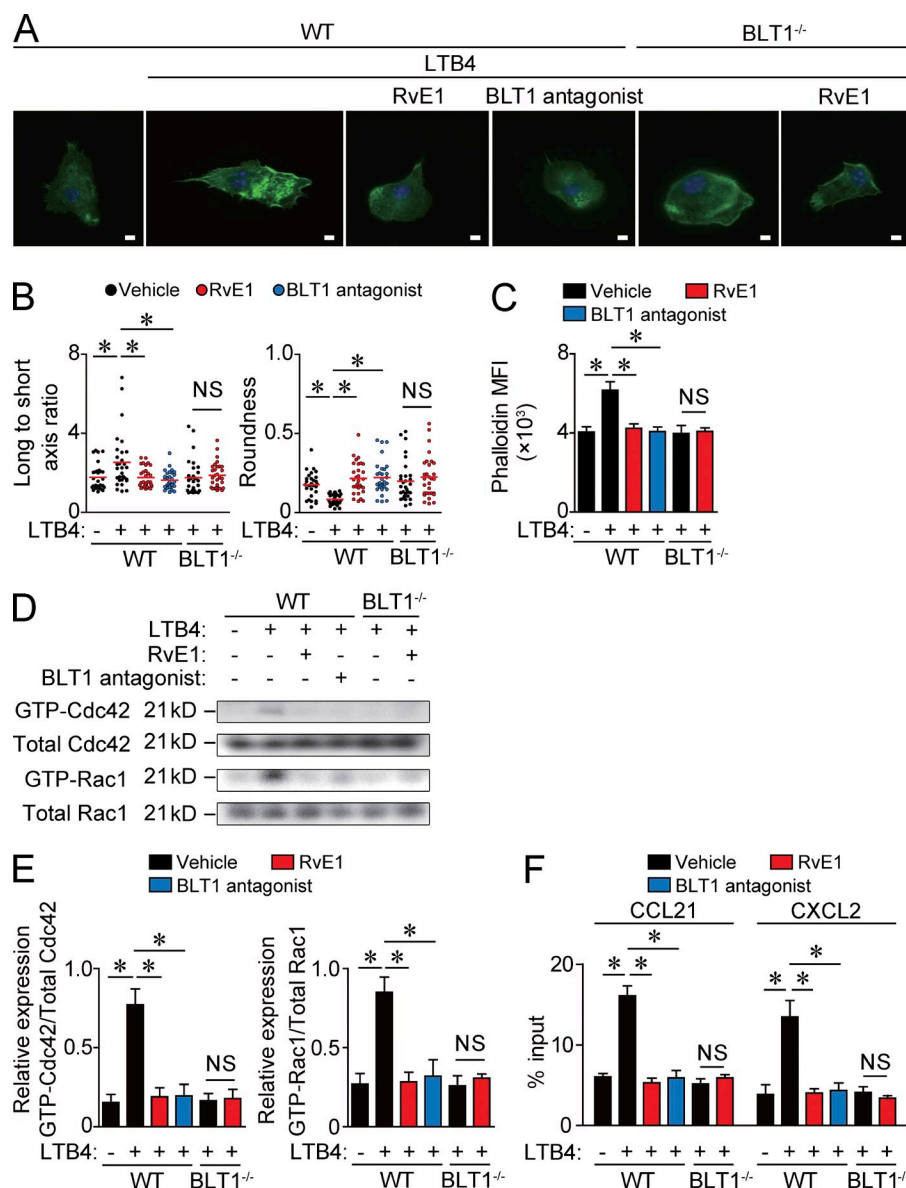 A
WT BLT1-/-
LTB4
RvE1 BLT1 antagonist RvE1
B
Vehicle RvE1 BLT1 antagonist
Long to short
axis ratio
8
4
0
* * *
NS
LTB4: - + + + + +
WT BLT1-/-
Roundness
1.0
0.5
0
* * *
NS
- + + + + +
WT BLT1-/-
C
Vehicle RvE1
BLT1 antagonist
Phalloidin MFI
(×10³)
8
4
0
* * *
NS
LTB4: - + + + + +
WT BLT1-/-
D
WT BLT1-/-
LTB4: - + + + + +
RvE1: - - + - - +
BLT1 antagonist: - - - + - -
GTP-Cdc42 21kD
Total Cdc42 21kD
GTP-Rac1 21kD
Total Rac1 21kD
E
Vehicle RvE1
BLT1 antagonist
Relative expression
GTP-Cdc42/Total Cdc42
1.0
0.5
0
* * *
NS
LTB4: - + + + + +
WT BLT1-/-
Relative expression
GTP-Rac1/Total Rac1
1.0
0.5
0
* * *
NS
- + + + + +
WT BLT1-/-
F
Vehicle RvE1
BLT1 antagonist
CCL21 CXCL2
% input
20
10
0
* * *
NS
* * *
NS
LTB4: - + + + + + - + + + + +
WT BLT1-/- WT BLT1-/-